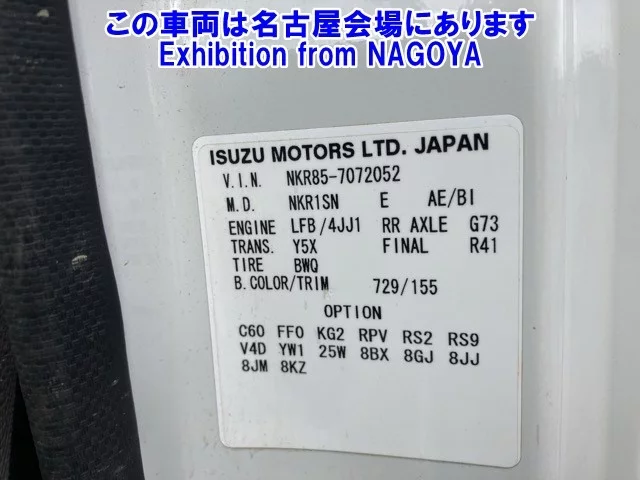 この車両は名古屋会場にあります
Exhibition from NAGOYA
ISUZU MOTORS LTD. JAPAN
V.I.N. NKR85-7072052
M.D. NKR1SN E AE/BI
ENGINE LFB/4JJ1 RR AXLE G73
TRANS. Y5X FINAL R41
TIRE BWQ
B.COLOR/TRIM 729/155
OPTION
C60 FF0 KG2 RPV RS2 RS9
V4D YW1 25W 8BX 8GJ 8JJ
8JM 8KZ